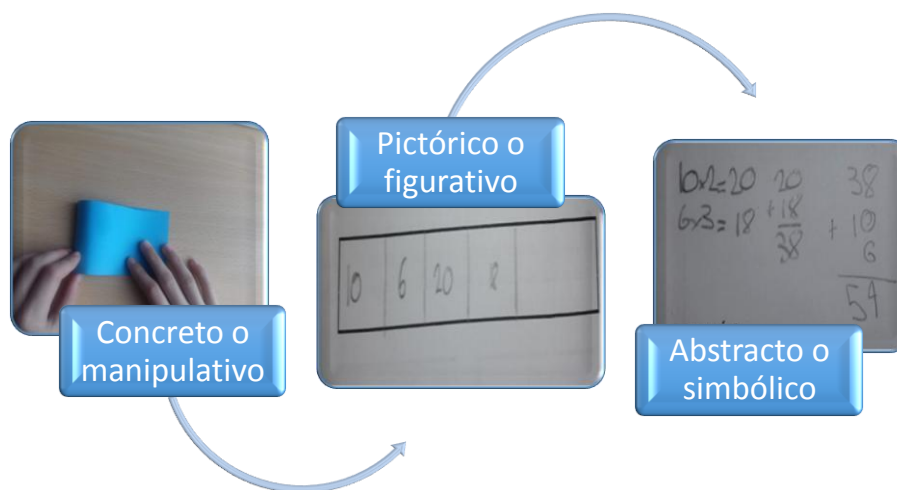 Concreto o
manipulativo
Pictórico o
figurativo
10 6 20 8
Abstracto o
simbólico
10x2=20 20 38
6x3=18 +18 + 10
38 6
54